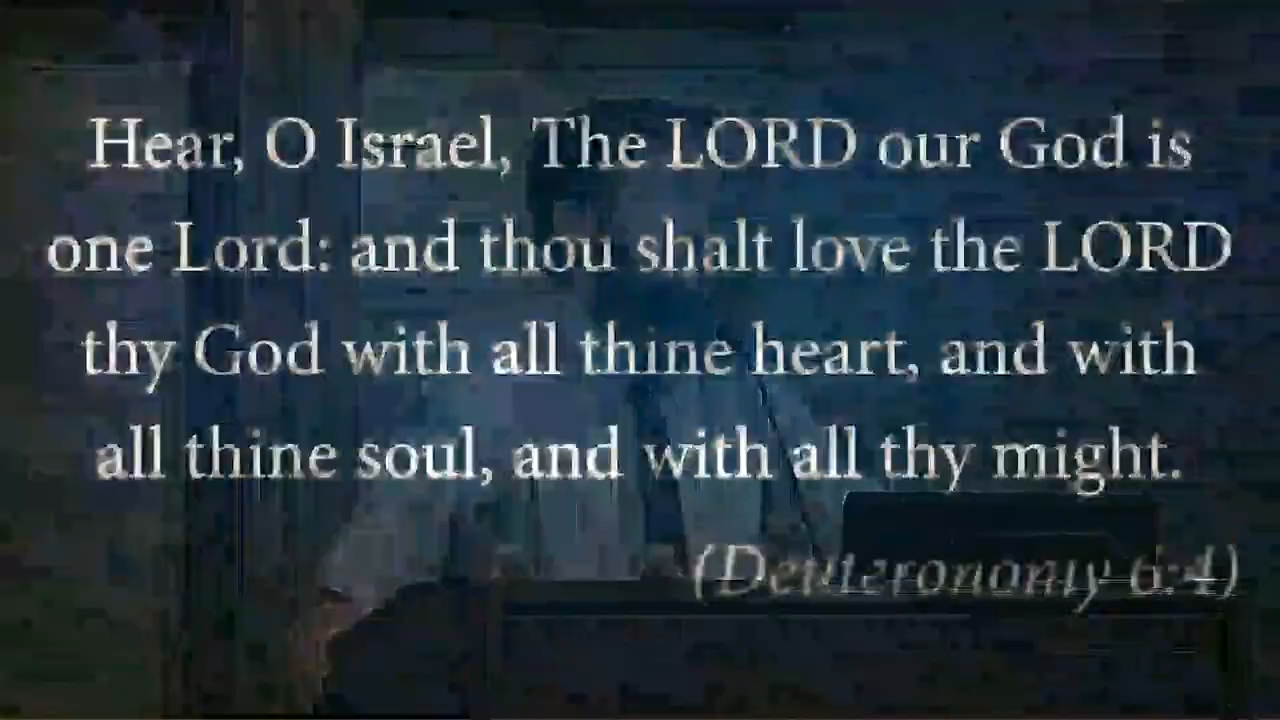 Hear, O Israel, The LORD our God is
one Lord: and thou shalt love the LORD
thy God with all thine heart, and with
all thine soul, and with all thy might.
(Deuteronomy 6:4)